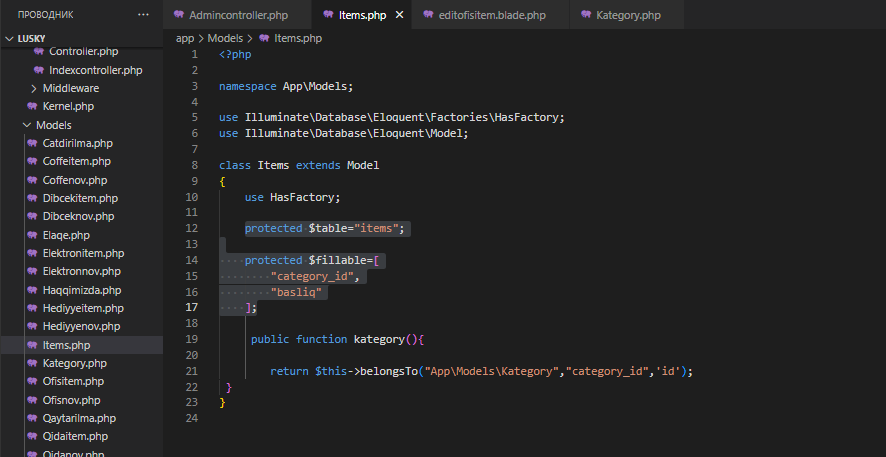 ПРОВОДНИК ...
Admincontroller.php
Items.php
editofisitem.blade.php
Kategory.php
LUSKY
Controller.php
Indexcontroller.php
Middleware
Kernel.php
Models
Catdirilma.php
Coffeitem.php
Coffenov.php
Dibcekitem.php
Dibceknov.php
Elaqe.php
Elektronitem.php
Elektronnov.php
Haqqimizda.php
Hediyyeitem.php
Hediyyenov.php
Items.php
Kategory.php
Ofisitem.php
Ofisnov.php
Qaytarilma.php
Qidaitem.php
Qidanov.php
app > Models > Items.php
1 <?php
2
3 namespace App\Models;
4
5 use Illuminate\Database\Eloquent\Factories\HasFactory;
6 use Illuminate\Database\Eloquent\Model;
7
8 class Items extends Model
9 {
10 use HasFactory;
11
12 protected $table="items";
13
14 protected $fillable=[
15 "category_id",
16 "basliq"
17 ];
18
19 public function kategory(){
20
21 return $this->belongsTo("App\Models\Kategory","category_id",'id');
22 }
23 }
24